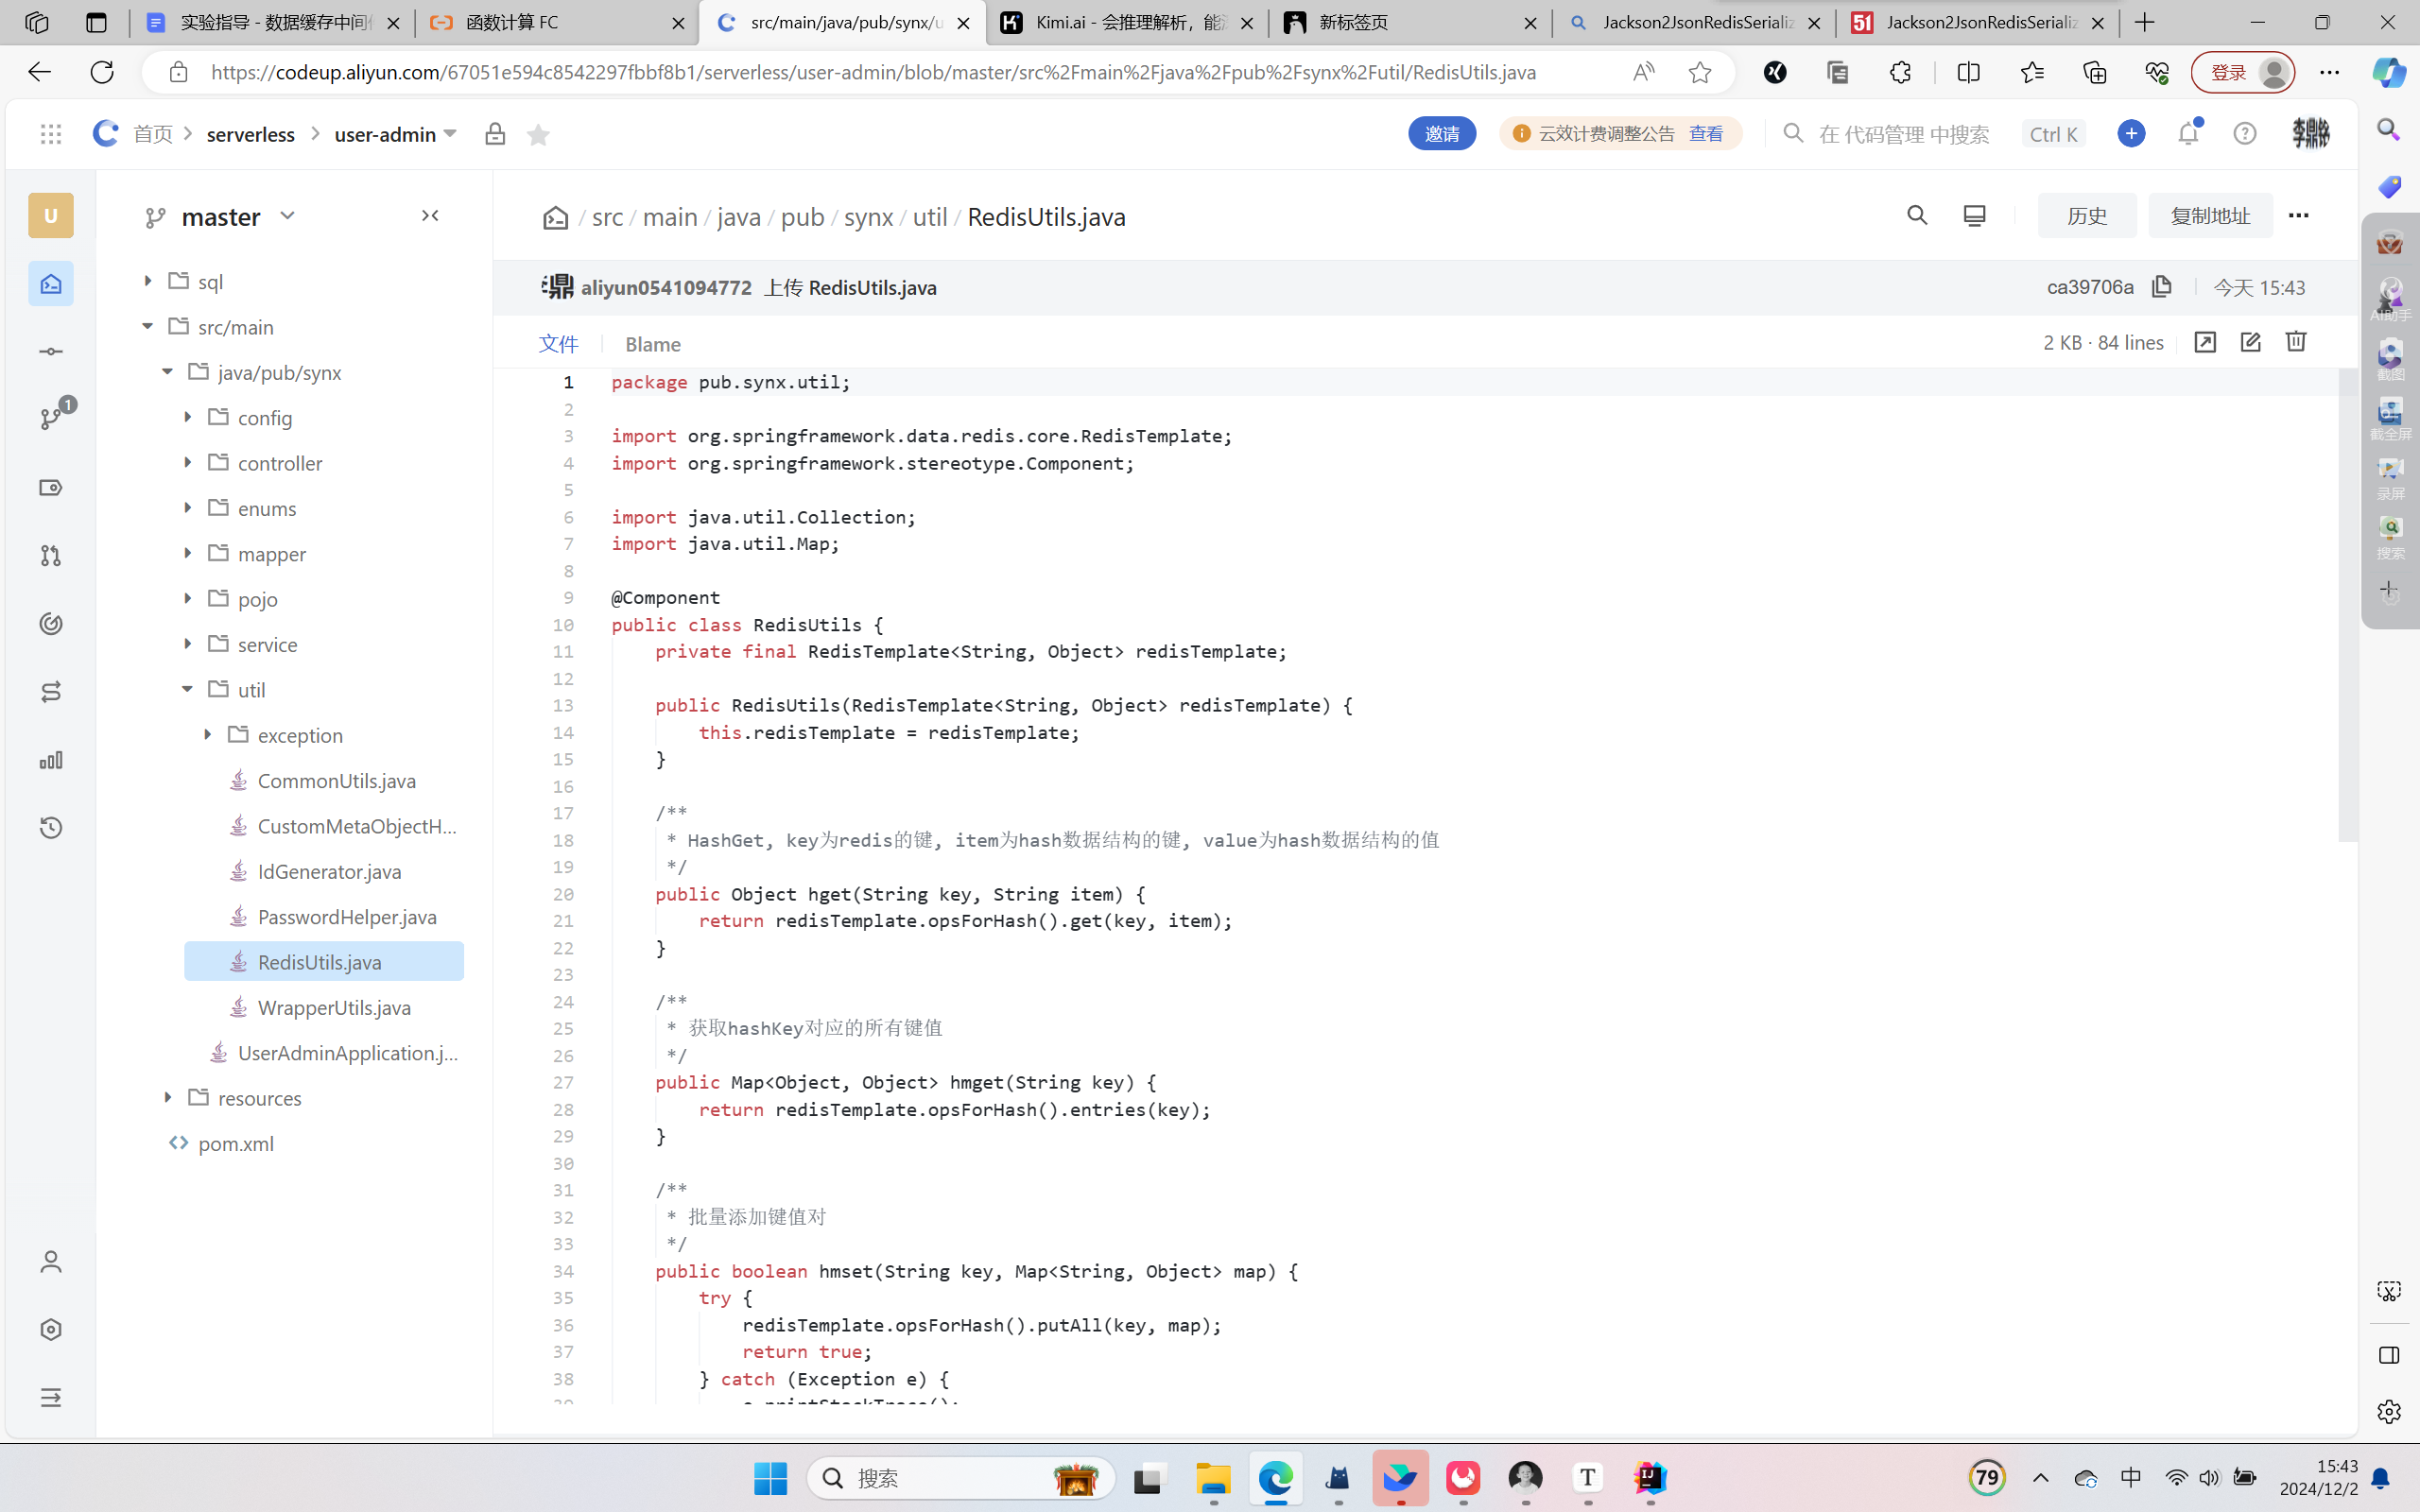 实验指导 - 数据缓存中间件
函数计算 FC
src/main/java/pub/synx/u
Kimi.ai - 会推理解析，能深
新标签页
Jackson2JsonRedisSerializ
Jackson2JsonRedisSerializ
https://codeup.aliyun.com/67051e594c8542297fbbf8b1/serverless/user-admin/blob/master/src%2Fmain%2Fjava%2Fpub%2Fsynx%2Futil/RedisUtils.java
登录
首页
serverless
user-admin
邀请
云效计费调整公告 查看
在 代码管理 中搜索
Ctrl K
李鼎铭
U
master
/ src / main / java / pub / synx / util / RedisUtils.java
历史
复制地址
aliyun0541094772 上传 RedisUtils.java
ca39706a
今天 15:43
文件
Blame
2 KB · 84 lines
sql
src/main
java/pub/synx
config
1
controller
enums
mapper
pojo
service
util
exception
CommonUtils.java
CustomMetaObjectH...
IdGenerator.java
PasswordHelper.java
RedisUtils.java
WrapperUtils.java
UserAdminApplication.j...
resources
pom.xml
1 package pub.synx.util;
2
3 import org.springframework.data.redis.core.RedisTemplate;
4 import org.springframework.stereotype.Component;
5
6 import java.util.Collection;
7 import java.util.Map;
8
9 @Component
10 public class RedisUtils {
11 private final RedisTemplate<String, Object> redisTemplate;
12
13 public RedisUtils(RedisTemplate<String, Object> redisTemplate) {
14 this.redisTemplate = redisTemplate;
15 }
16
17 /**
18 * HashGet, key为redis的键, item为hash数据结构的键, value为hash数据结构的值
19 */
20 public Object hget(String key, String item) {
21 return redisTemplate.opsForHash().get(key, item);
22 }
23
24 /**
25 * 获取hashKey对应的所有键值
26 */
27 public Map<Object, Object> hmget(String key) {
28 return redisTemplate.opsForHash().entries(key);
29 }
30
31 /**
32 * 批量添加键值对
33 */
34 public boolean hmset(String key, Map<String, Object> map) {
35 try {
36 redisTemplate.opsForHash().putAll(key, map);
37 return true;
38 } catch (Exception e) {
39 e.printStackTrace();
AI助手
截图
截全屏
录屏
搜索
搜索
79
中
15:43
2024/12/2